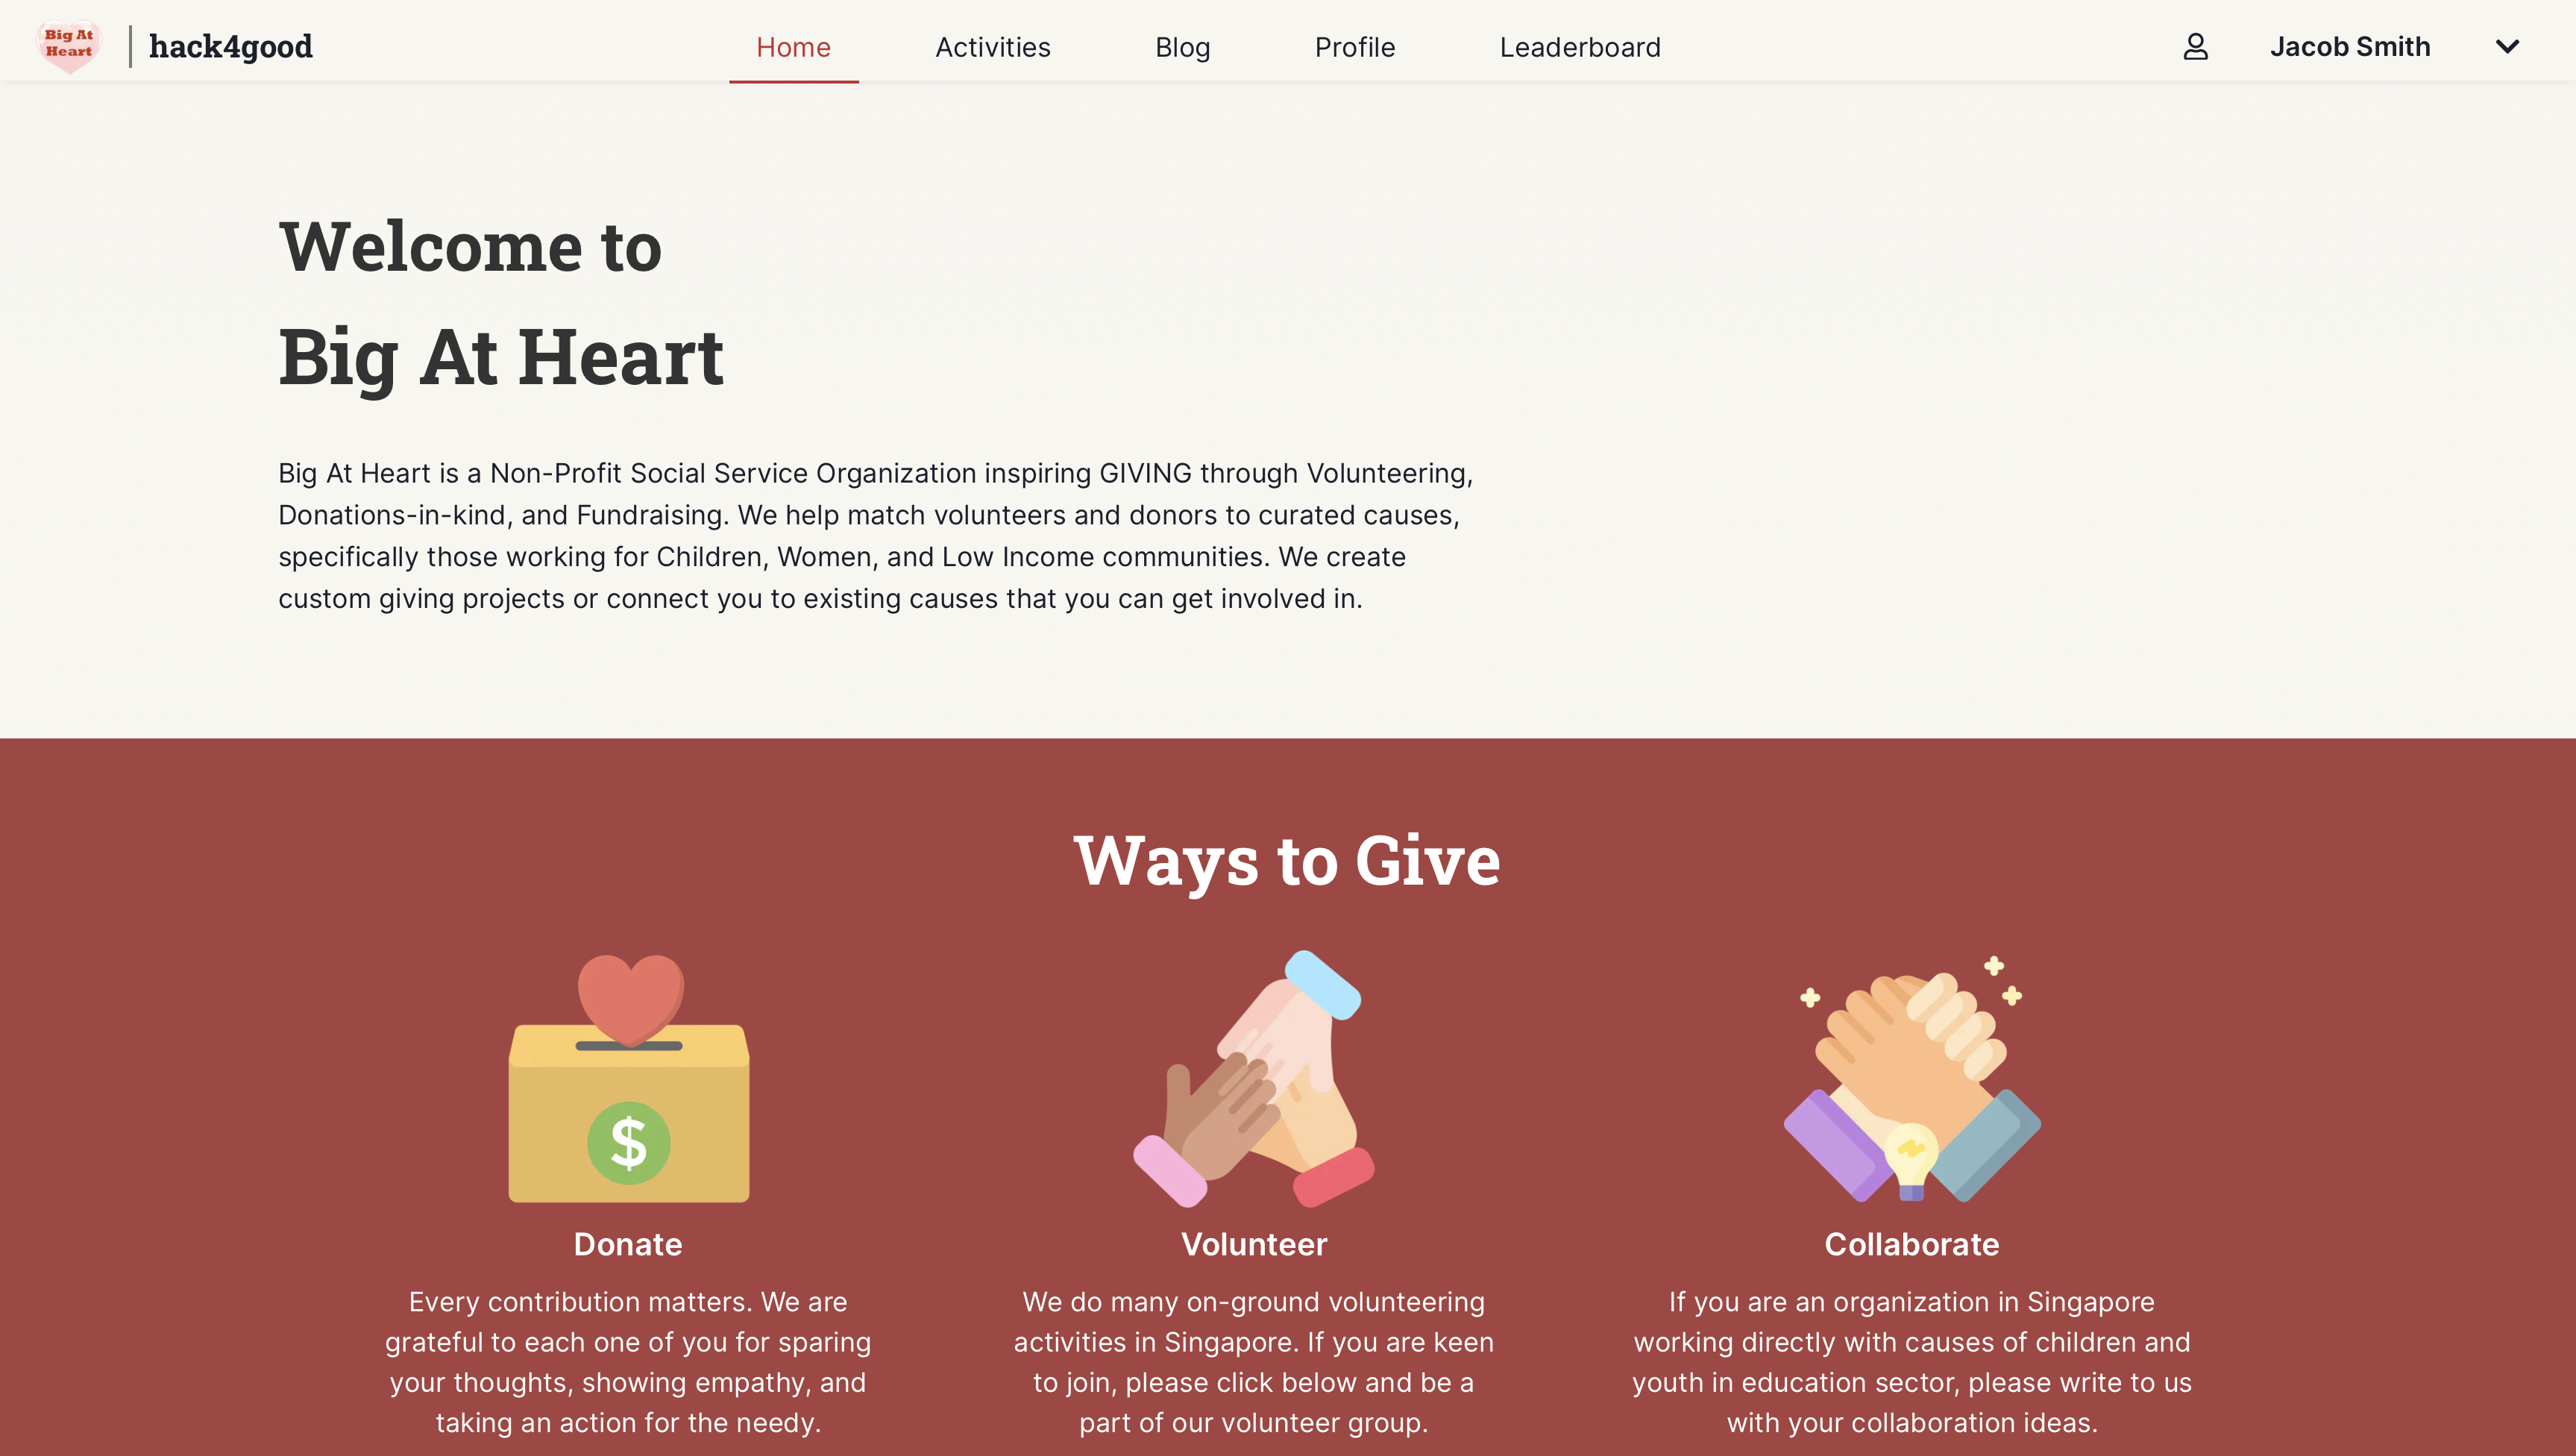 Big At
Heart
hack4good
Home
Activities
Blog
Profile
Leaderboard
Jacob Smith
Welcome to
Big At Heart
Big At Heart is a Non-Profit Social Service Organization inspiring GIVING through Volunteering,
Donations-in-kind, and Fundraising. We help match volunteers and donors to curated causes,
specifically those working for Children, Women, and Low Income communities. We create
custom giving projects or connect you to existing causes that you can get involved in.
Ways to Give
$
Donate
Every contribution matters. We are
grateful to each one of you for sparing
your thoughts, showing empathy, and
taking an action for the needy.
Volunteer
We do many on-ground volunteering
activities in Singapore. If you are keen
to join, please click below and be a
part of our volunteer group.
Collaborate
If you are an organization in Singapore
working directly with causes of children and
youth in education sector, please write to us
with your collaboration ideas.